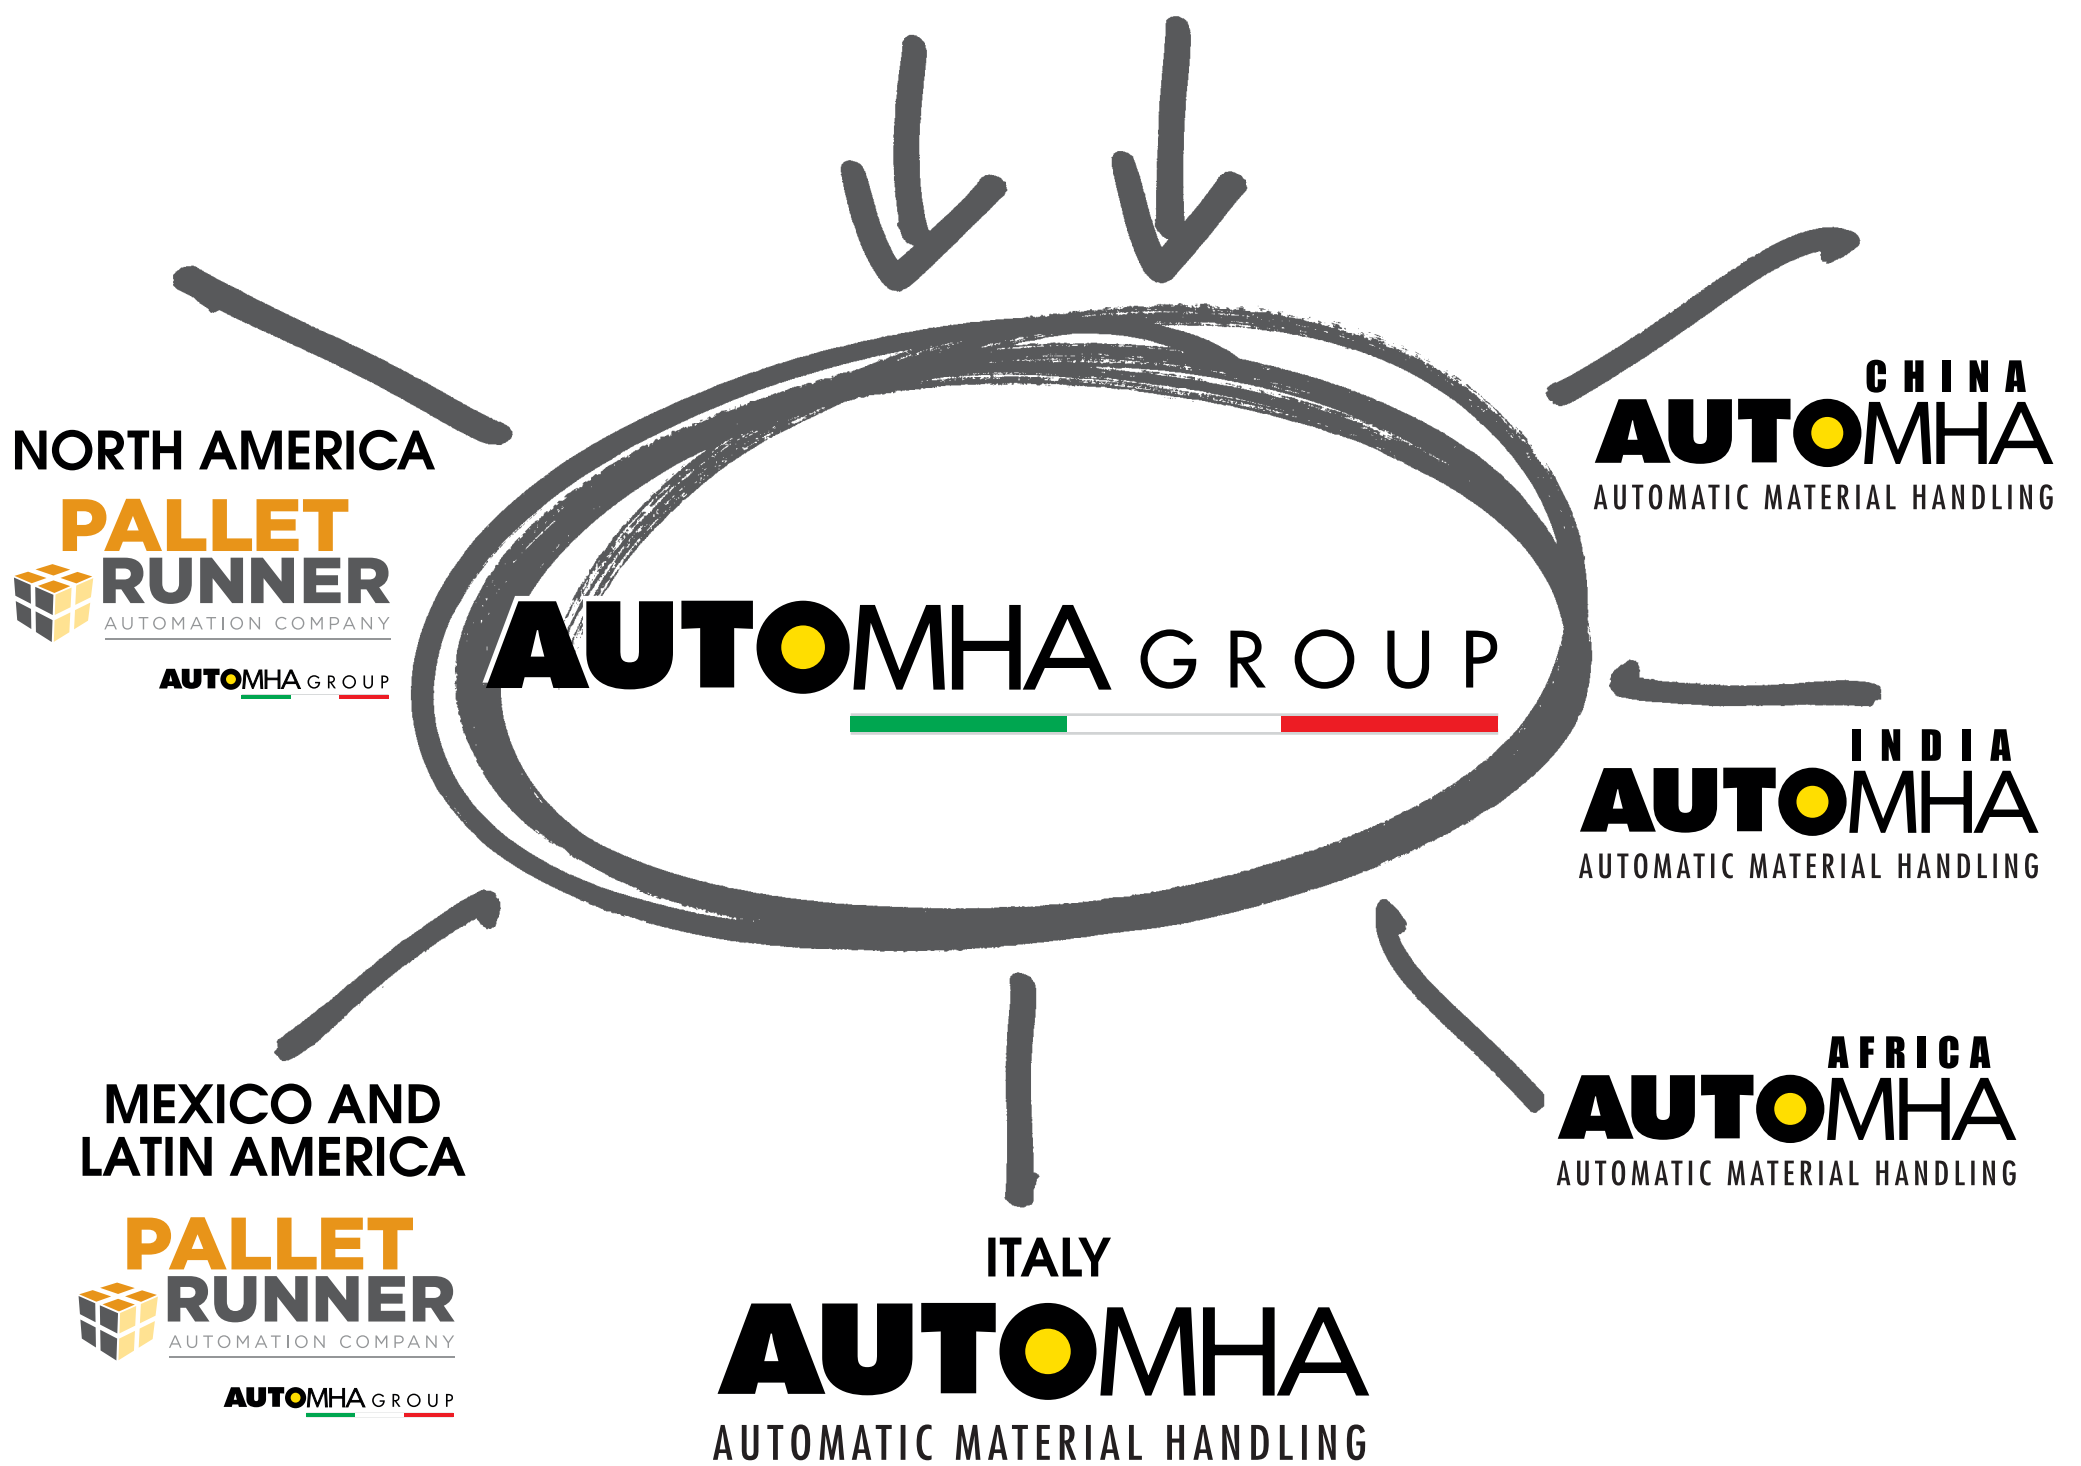 CHINA
AUTOMHA
AUTOMATIC MATERIAL HANDLING
NORTH AMERICA
PALLET
RUNNER
AUTOMATION COMPANY
AUTOMHA GROUP
AUTOMHA GROUP
INDIA
AUTOMHA
AUTOMATIC MATERIAL HANDLING
AFRICA
AUTOMHA
AUTOMATIC MATERIAL HANDLING
MEXICO AND
LATIN AMERICA
PALLET
RUNNER
AUTOMATION COMPANY
AUTOMHA GROUP
ITALY
AUTOMHA
AUTOMATIC MATERIAL HANDLING